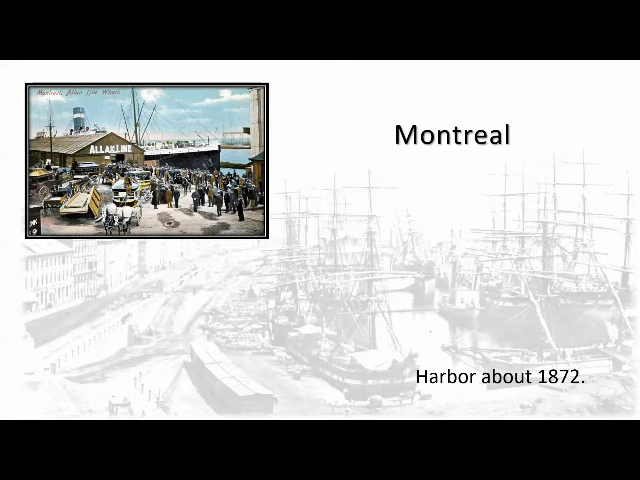 Montreal, Allan Line Wharf.
ALLAN LINE
Montreal
Harbor about 1872.